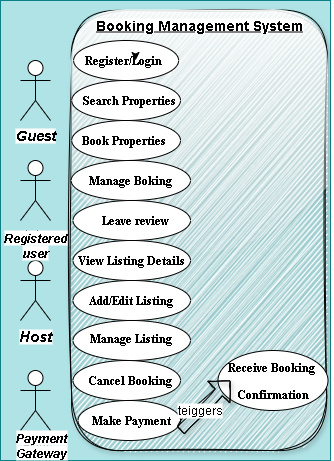 Booking Management System
Register/Login
Search Properties
Guest
Book Properties
Manage Boking
Leave review
Registered
user
View Listing Details
Add/Edit Listing
Host
Manage Listing
Receive Booking
Confirmation
Cancel Booking
teiggers
Make Payment
Payment
Gateway